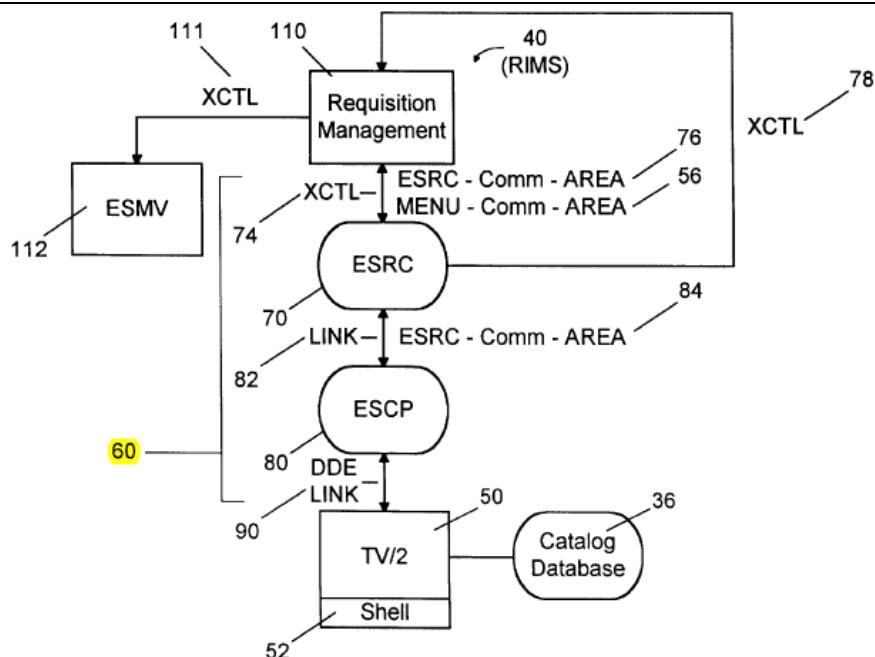 111
110
40
(RIMS)
78
XCTL
Requisition
Management
XCTL
76
ESRC - Comm - AREA
56
MENU - Comm - AREA
XCTL
74
ESMV
112
ESRC
70
84
LINK
ESRC - Comm - AREA
82
ESCP
60
80
DDE
LINK
90
50
36
TV/2
Catalog
Database
Shell
52